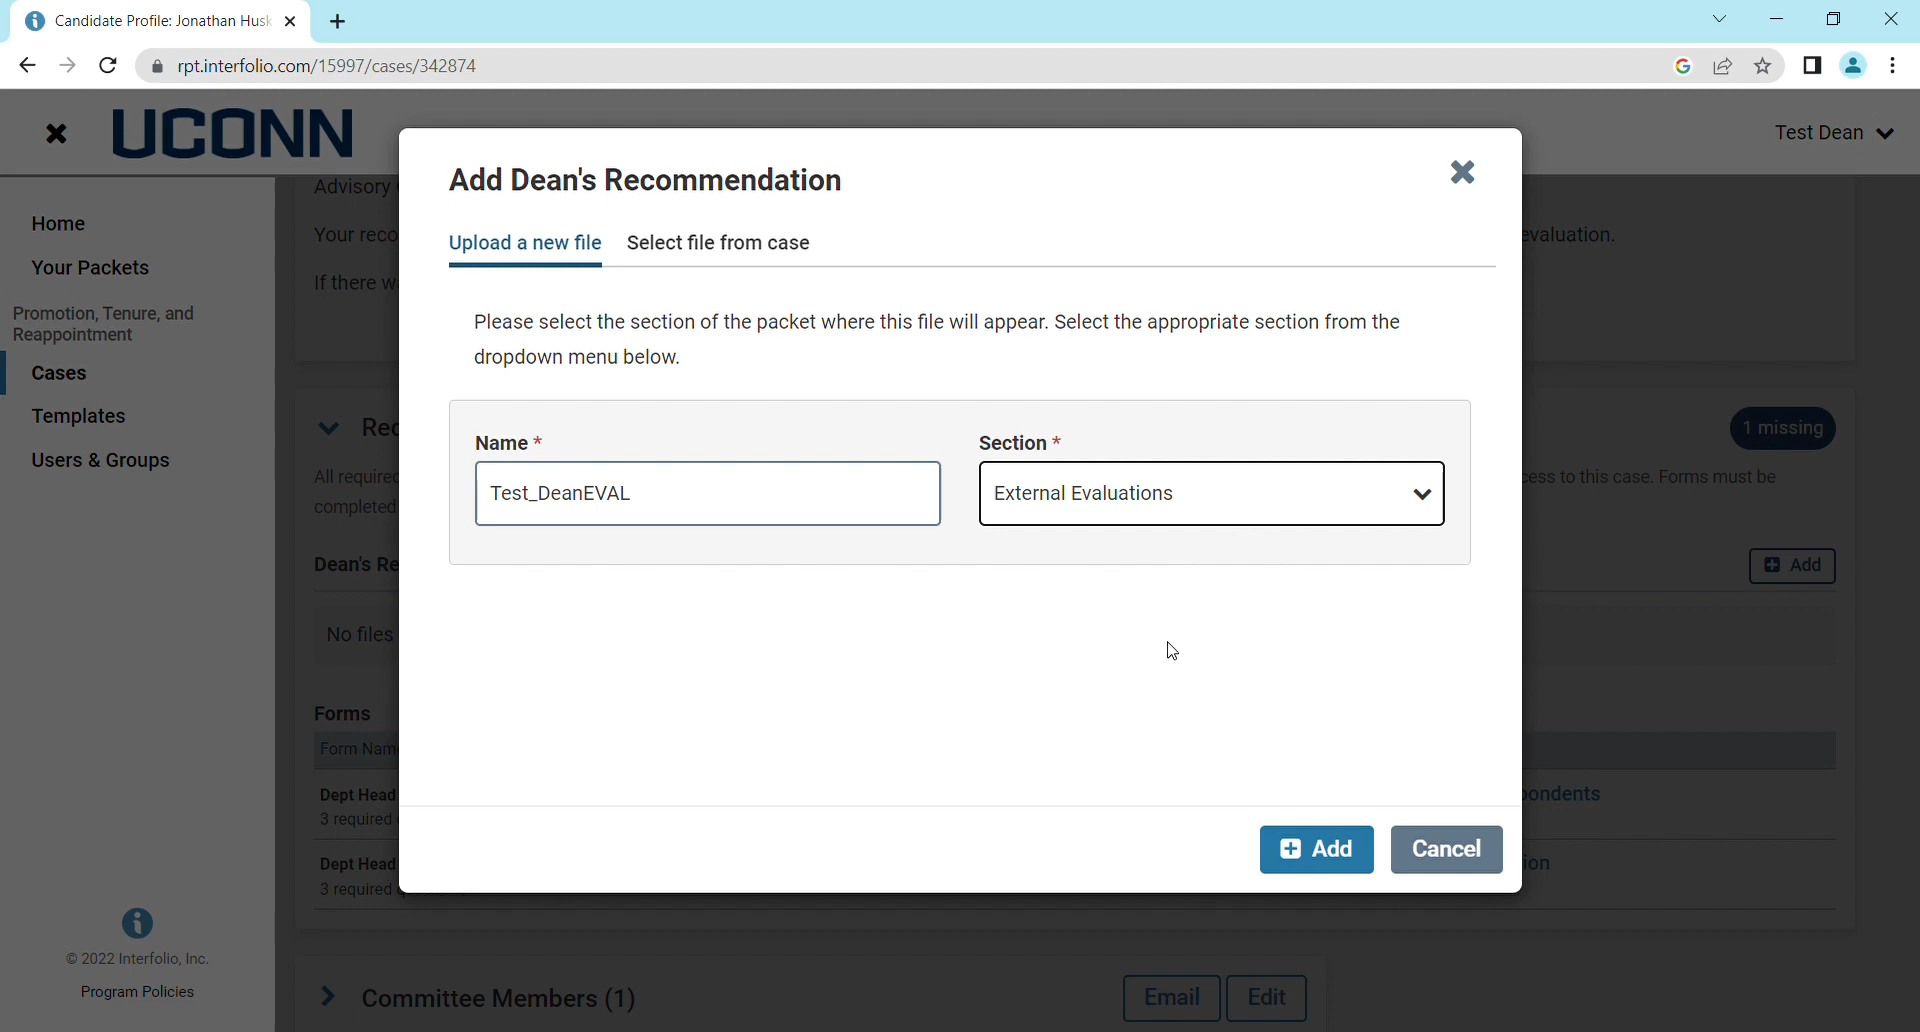 Candidate Profile: Jonathan Husk
rpt.interfolio.com/15997/cases/342874
UCONN
Test Dean
Home
Your Packets
Promotion, Tenure, and
Reappointment
Cases
Templates
Users & Groups
© 2022 Interfolio, Inc.
Program Policies
Advisory
Your reco
evaluation.
If there w
Rec
1 missing
All required
ess to this case. Forms must be
completed
Dean's Re
Add
No files
Forms
Form Nam
Dept Head
pondents
3 required
Dept Head
ion
3 required
Committee Members (1)
Email
Edit
Add Dean's Recommendation
Upload a new file
Select file from case
Please select the section of the packet where this file will appear. Select the appropriate section from the
dropdown menu below.
Name *
Section *
Test_DeanEVAL
External Evaluations
Add
Cancel